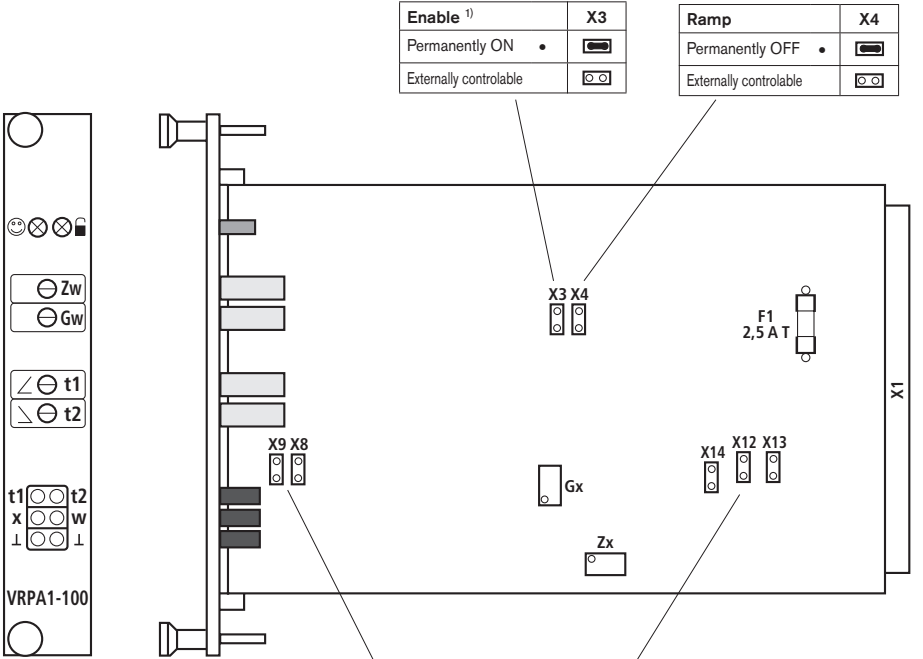 Enable 1) X3
Permanently ON •
Externally controlable
Ramp X4
Permanently OFF •
Externally controlable
Zw
Gw
t1
t2
t1 t2
x w
⊥ ⊥
VRPA1-100
X3 X4
F1
2,5 A T
X1
X9 X8
X14 X12 X13
Gx
Zx